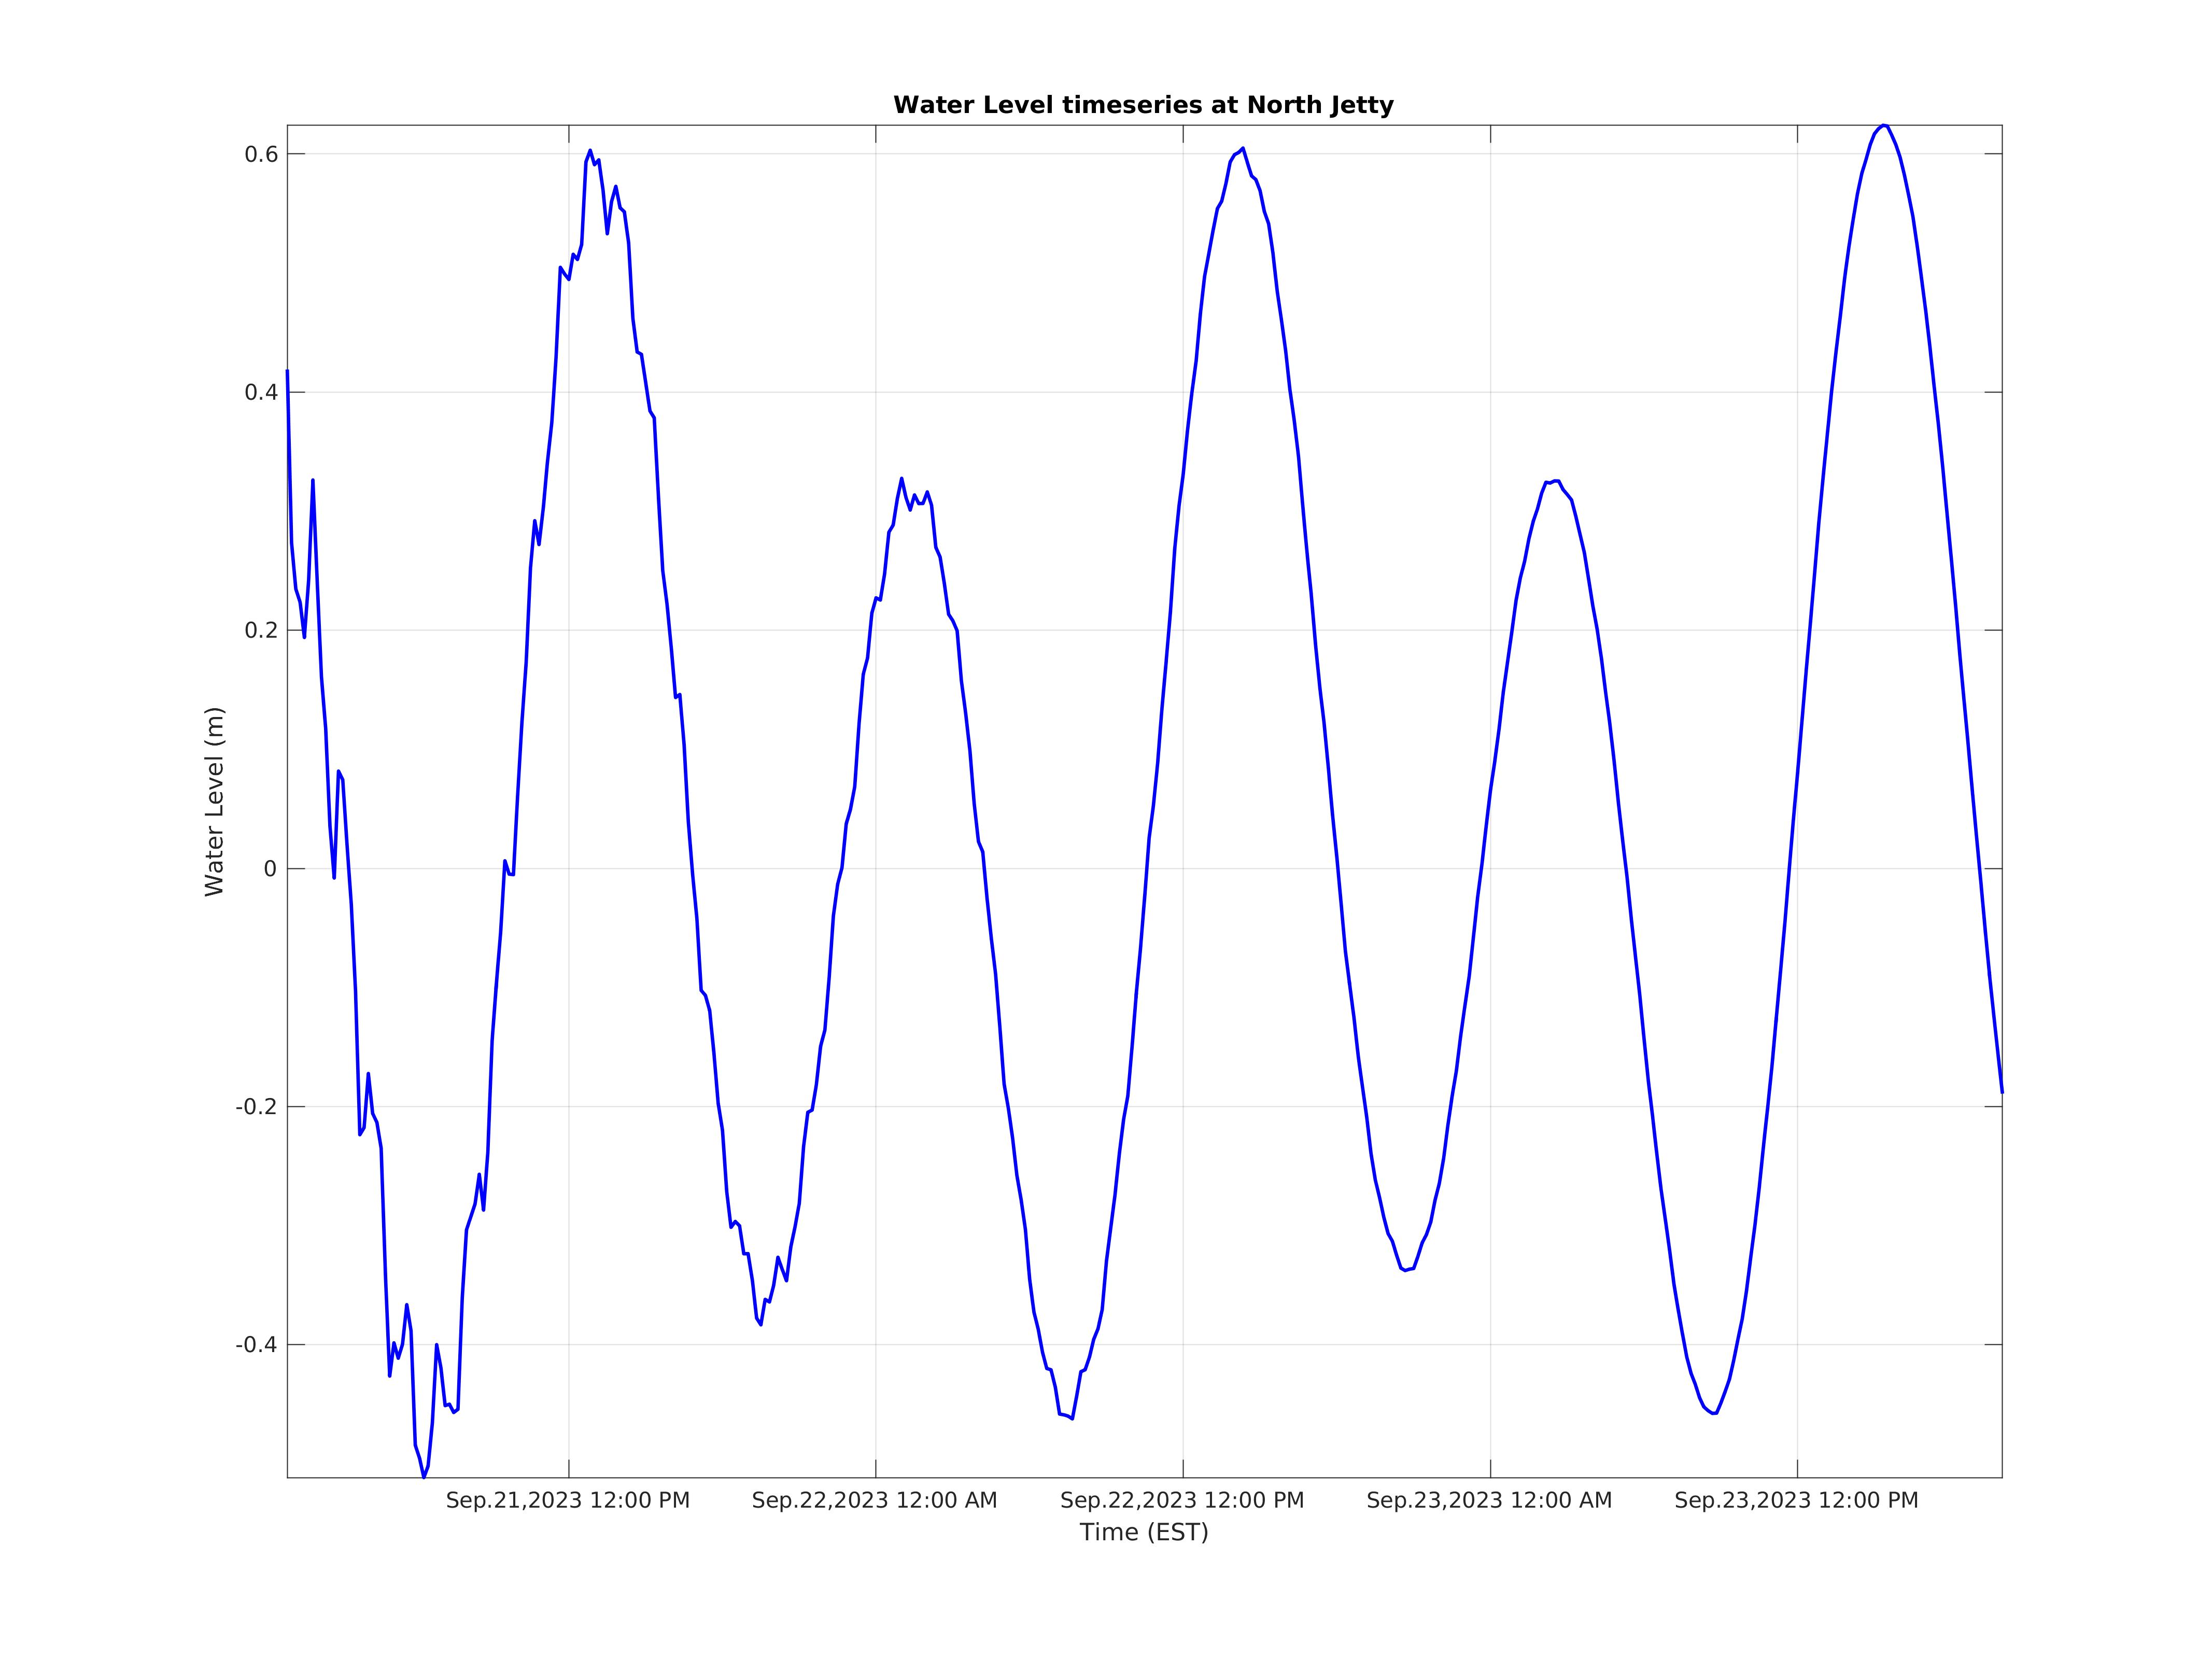 Water Level timeseries at North Jetty
0.6
0.4
0.2
0
-0.2
-0.4
Water Level (m)
Sep.21,2023 12:00 PM
Sep.22,2023 12:00 AM
Sep.22,2023 12:00 PM
Sep.23,2023 12:00 AM
Sep.23,2023 12:00 PM
Time (EST)